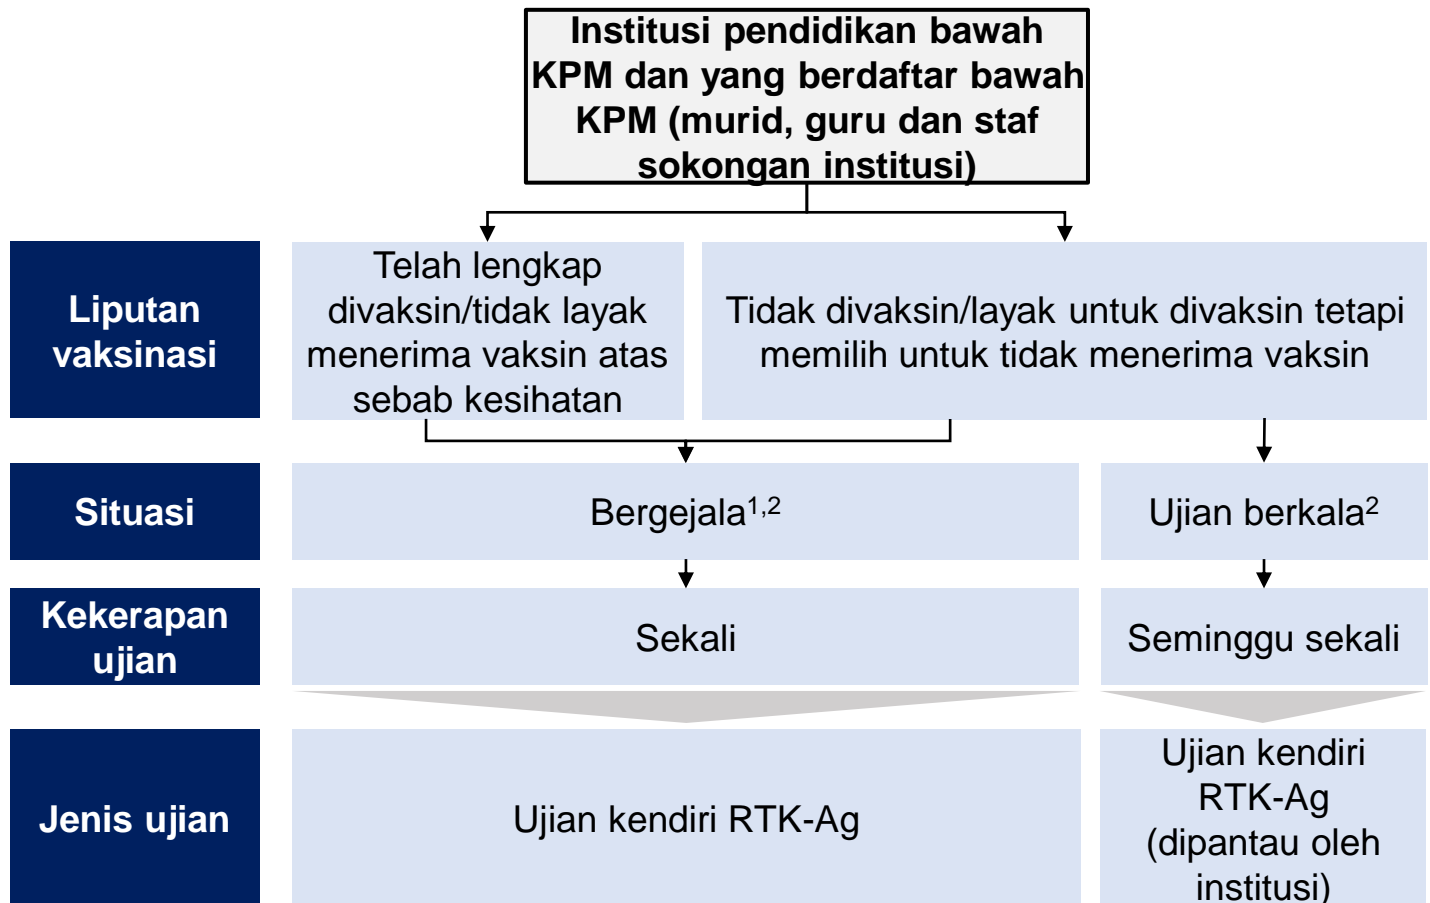 Institusi pendidikan bawah
KPM dan yang berdaftar bawah
KPM (murid, guru dan staf
sokongan institusi)
Liputan
vaksinasi
Telah lengkap
divaksin/tidak layak
menerima vaksin atas
sebab kesihatan
Tidak divaksin/layak untuk divaksin tetapi
memilih untuk tidak menerima vaksin
Situasi
Bergejala¹,²
Ujian berkala²
Kekerapan
ujian
Sekali
Seminggu sekali
Jenis ujian
Ujian kendiri RTK-Ag
Ujian kendiri
RTK-Ag
(dipantau oleh
institusi)